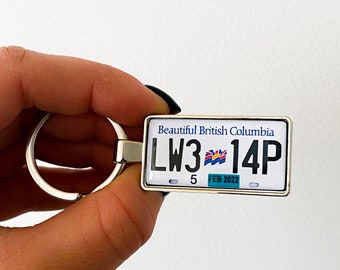 Beautiful British Columbia
LW3 14P
5 FEB 2022